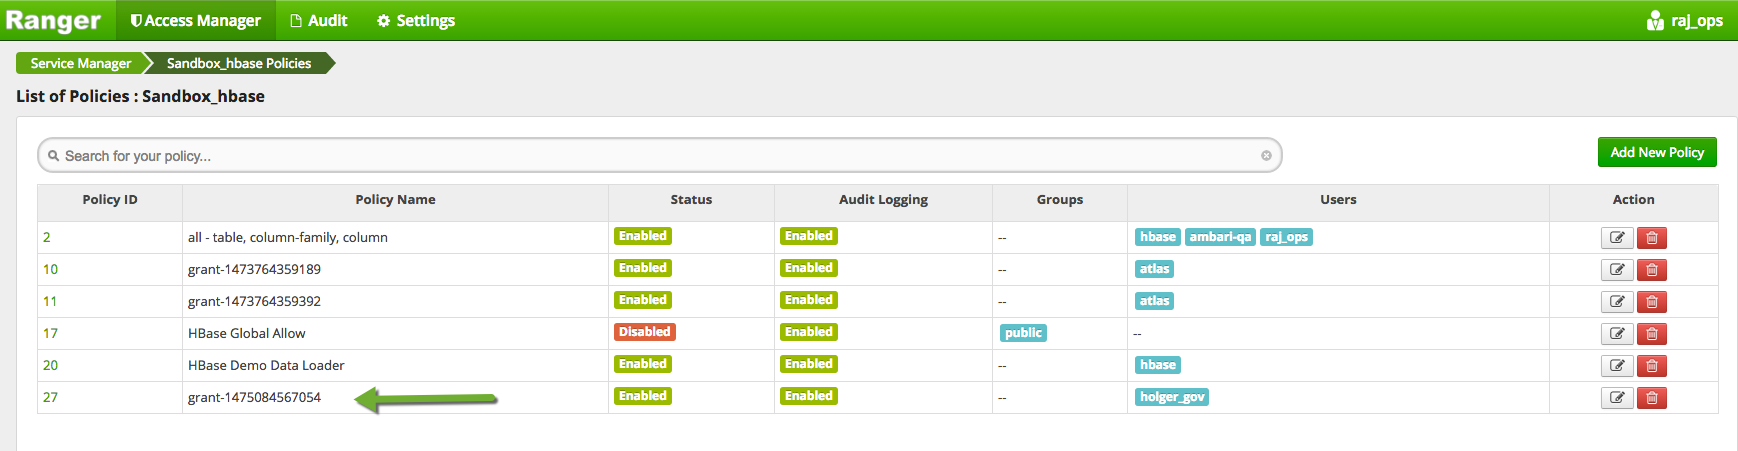 Ranger Access Manager Audit Settings raj_ops
Service Manager Sandbox_hbase Policies
List of Policies : Sandbox_hbase
Search for your policy... Add New Policy
Policy ID Policy Name Status Audit Logging Groups Users Action
2 all - table, column-family, column Enabled Enabled -- hbase ambari-qa raj_ops
10 grant-1473764359189 Enabled Enabled -- atlas
11 grant-1473764359392 Enabled Enabled -- atlas
17 HBase Global Allow Disabled Enabled public --
20 HBase Demo Data Loader Enabled Enabled -- hbase
27 grant-1475084567054 Enabled Enabled -- holger_gov